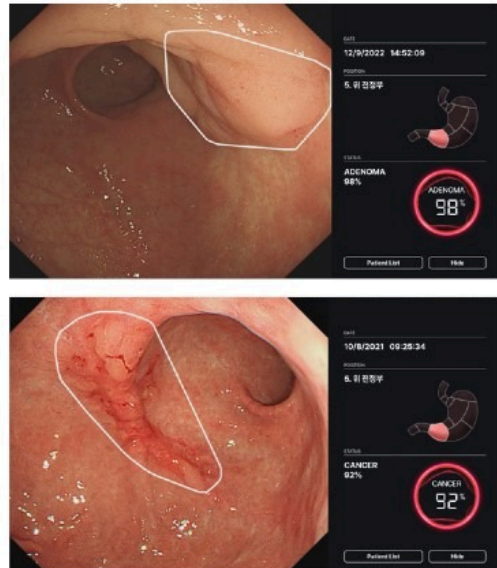 DATE
12/9/2022 14:52:09
POSITION
5. 위 전정부
STATUS
ADENOMA
98%
ADENOMA
98%
Patient List
Hide
DATE
10/8/2021 09:25:34
POSITION
5. 위 전정부
STATUS
CANCER
92%
CANCER
92%
Patient List
Hide